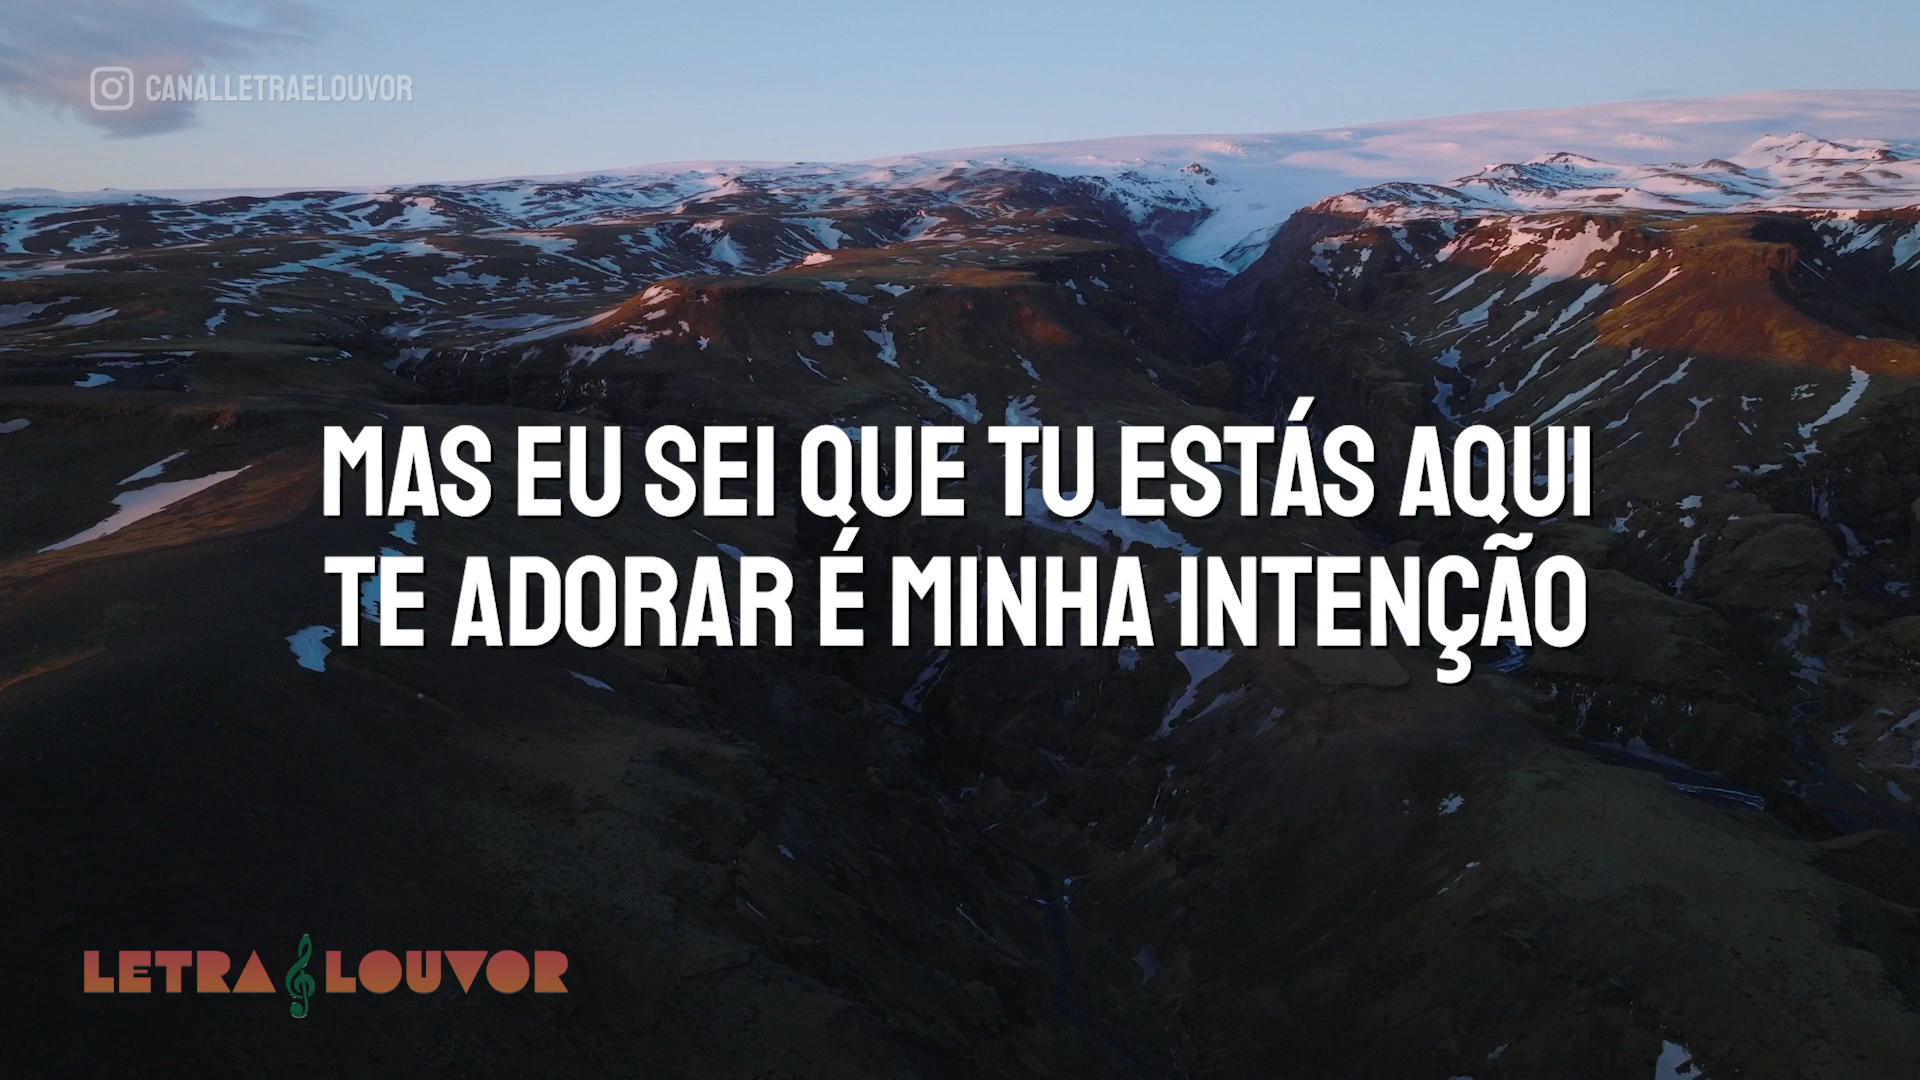 CANALLETRAELOUVOR
MAS EU SEI QUE TU ESTÁS AQUI
TE ADORAR É MINHA INTENÇÃO
LETRA LOUVOR